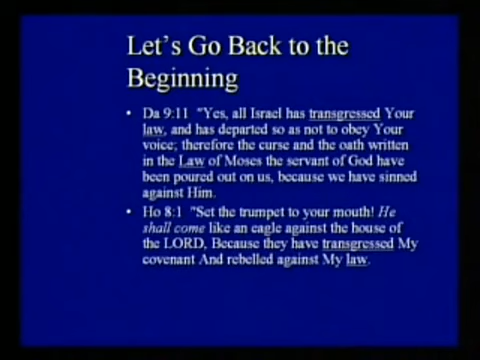 Let's Go Back to the
Beginning
• Da 9:11 "Yes, all Israel has transgressed Your
law, and has departed so as not to obey Your
voice; therefore the curse and the oath written
in the Law of Moses the servant of God have
been poured out on us, because we have sinned
against Him.
• Ho 8:1 "Set the trumpet to your mouth! He
shall come like an eagle against the house of
the LORD, Because they have transgressed My
covenant And rebelled against My law.